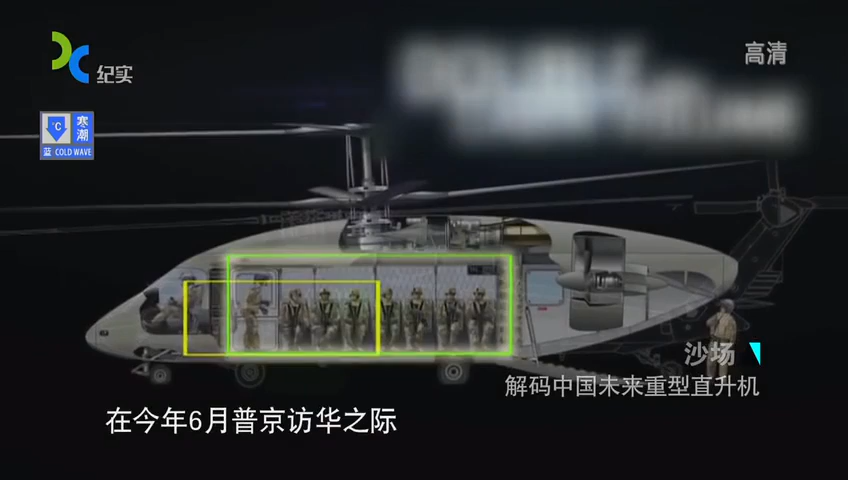 纪实
高清
°C
寒潮
蓝 COLD WAVE
沙场
解码中国未来重型直升机
在今年6月普京访华之际